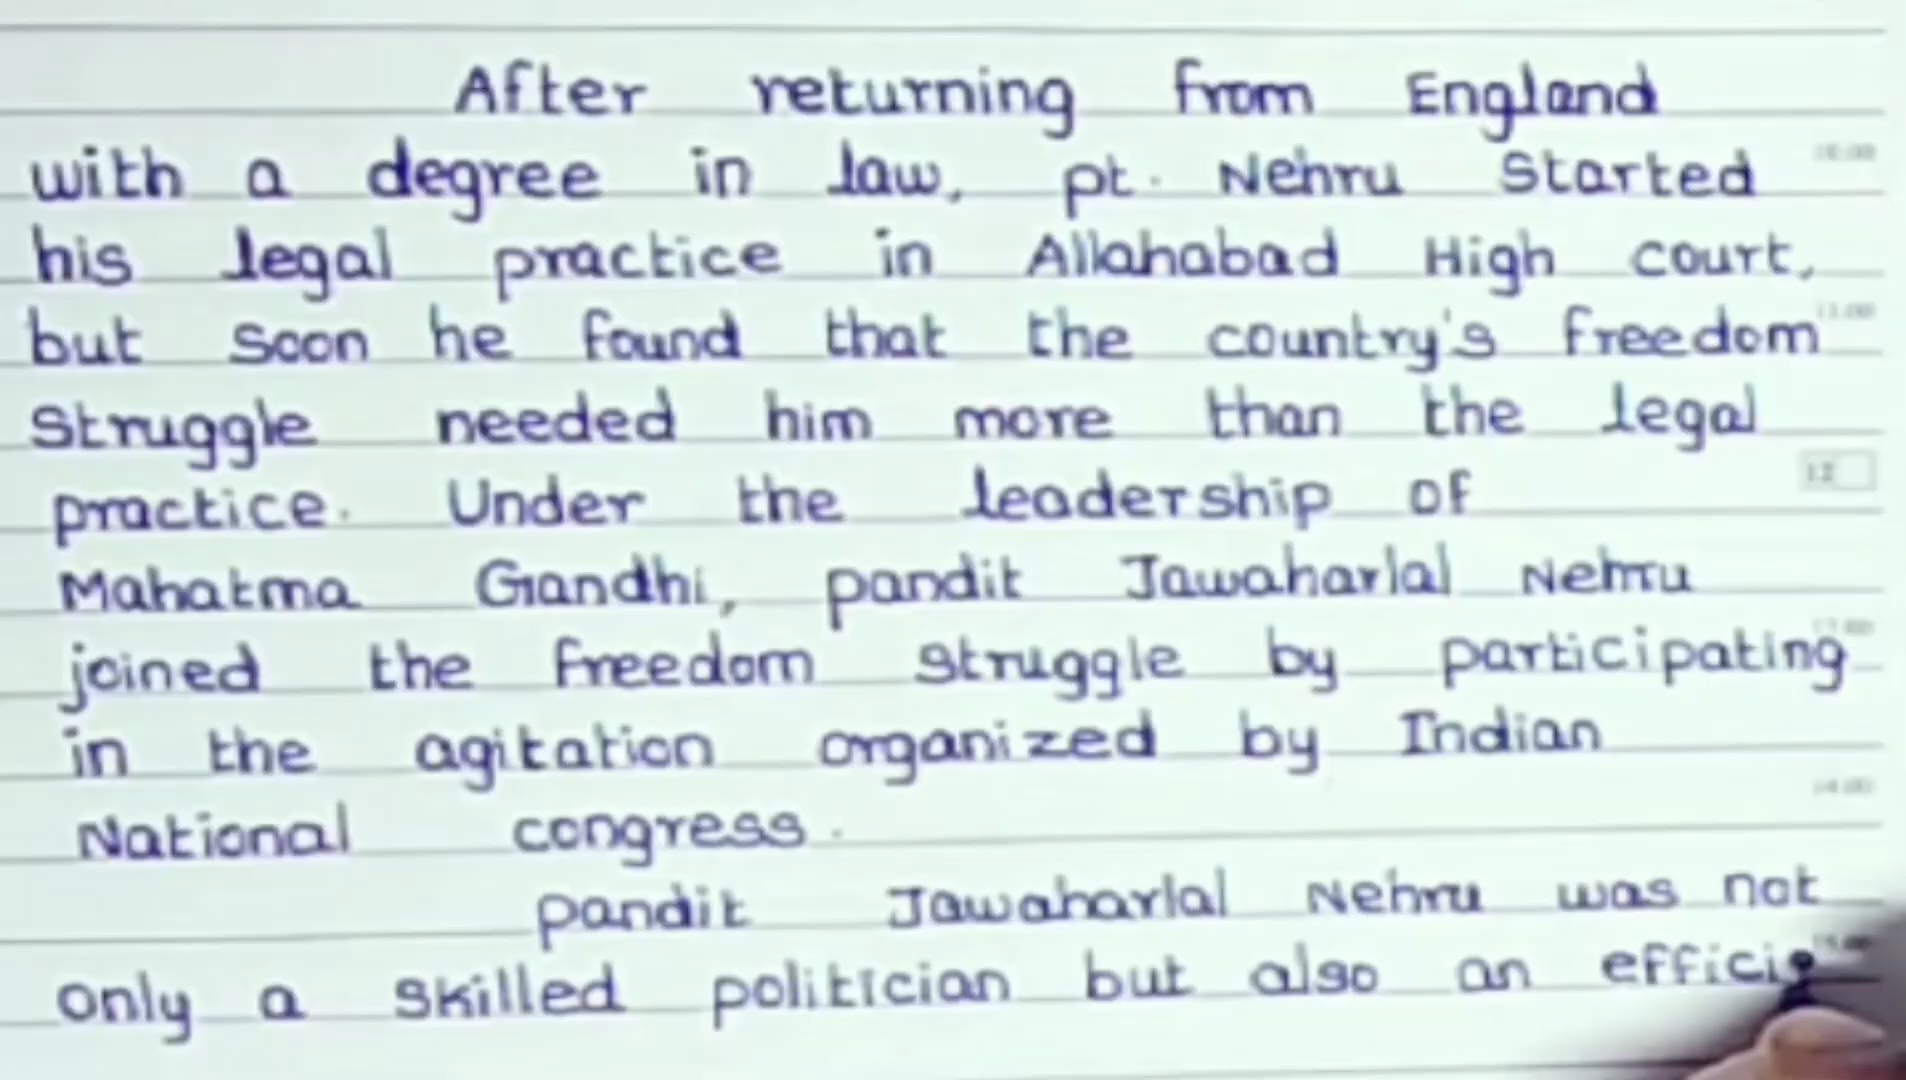 After returning from England
with a degree in law, pt. Nehru Started
his legal practice in Allahabad High court,
but soon he found that the country's freedom
Struggle needed him more than the legal
practice. Under the leadership of
Mahatma Gandhi, pandit Jawaharlal Nehru
joined the freedom struggle by participating
in the agitation organized by Indian
National congress.
pandit Jawaharlal Nehru was not
only a skilled politician but also an